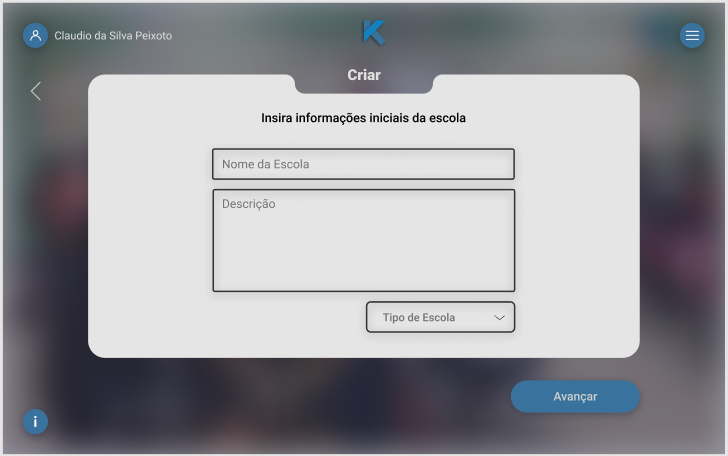 Claudio da Silva Peixoto
Criar
Insira informações iniciais da escola
Nome da Escola
Descrição
Tipo de Escola
Avançar
i